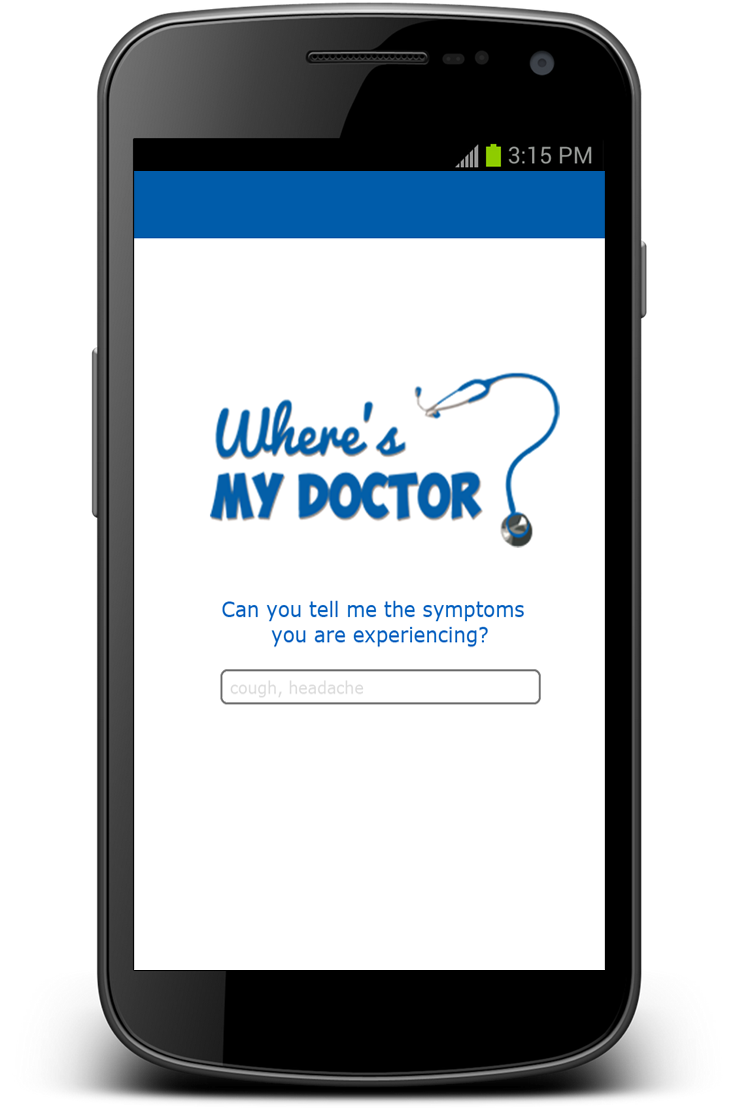 3:15 PM
Where's
MY DOCTOR
Can you tell me the symptoms
you are experiencing?
cough, headache